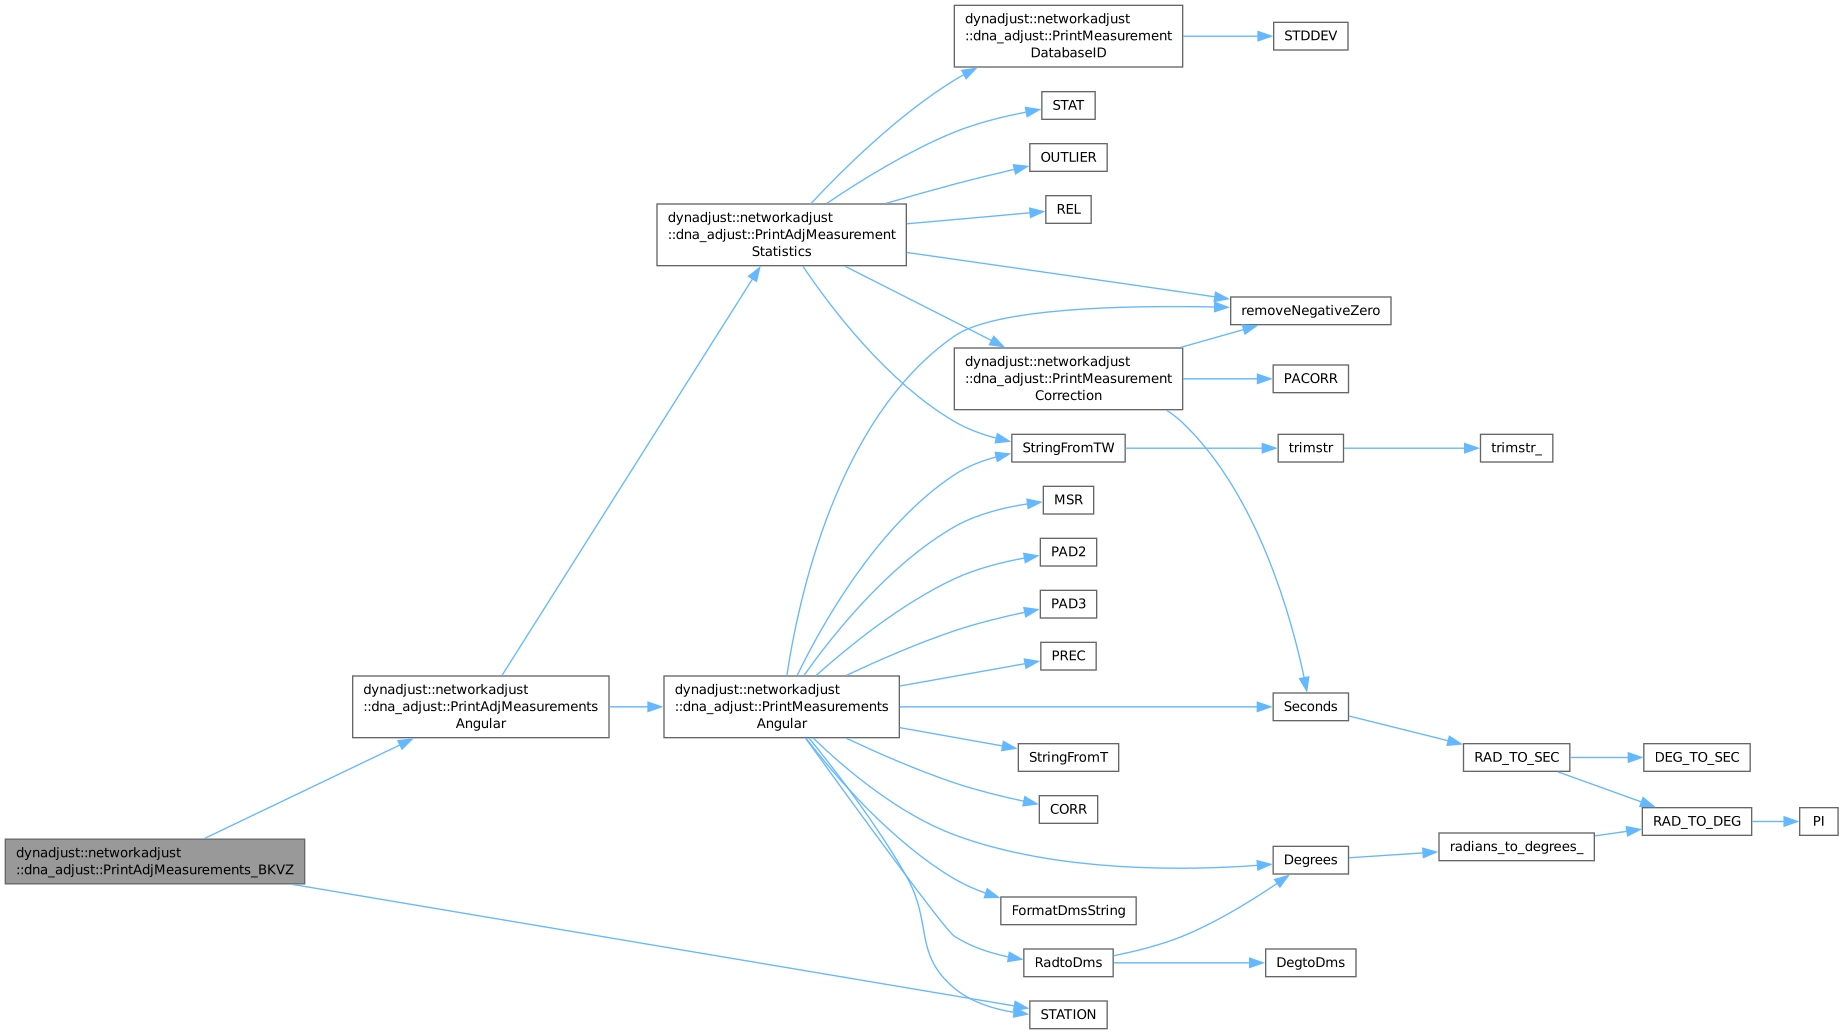 dynadjust::networkadjust
::dna_adjust::PrintMeasurement
DatabaseID
STDDEV
STAT
OUTLIER
REL
dynadjust::networkadjust
::dna_adjust::PrintAdjMeasurement
Statistics
removeNegativeZero
dynadjust::networkadjust
::dna_adjust::PrintMeasurement
Correction
PACORR
StringFromTW
trimstr
trimstr_
MSR
PAD2
PAD3
PREC
dynadjust::networkadjust
::dna_adjust::PrintAdjMeasurements
Angular
dynadjust::networkadjust
::dna_adjust::PrintMeasurements
Angular
Seconds
StringFromT
RAD_TO_SEC
DEG_TO_SEC
CORR
RAD_TO_DEG
PI
dynadjust::networkadjust
::dna_adjust::PrintAdjMeasurements_BKVZ
Degrees
radians_to_degrees_
FormatDmsString
RadtoDms
DegtoDms
STATION